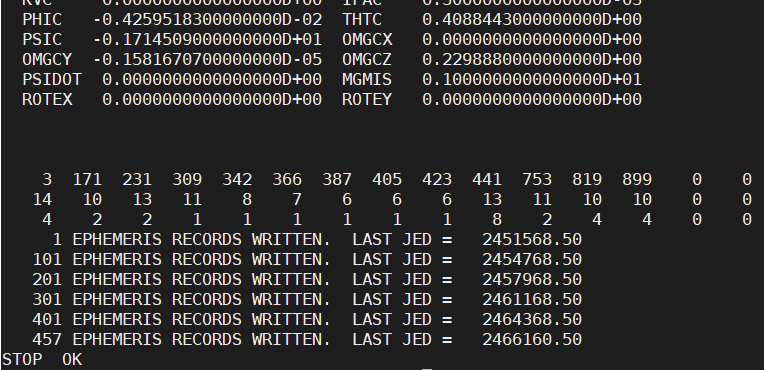 PHIC -0.4259518300000000D-02 THTC 0.4088443000000000D+00
PSIC -0.1714509000000000D+01 OMGCX 0.0000000000000000D+00
OMGCY -0.1581670700000000D-05 OMGCZ 0.2298880000000000D+00
PSIDOT 0.0000000000000000D+00 MGMIS 0.1000000000000000D+01
ROTEX 0.0000000000000000D+00 ROTEY 0.0000000000000000D+00
3 171 231 309 342 366 387 405 423 441 753 819 899 0 0
14 10 13 11 8 7 6 6 6 13 11 10 10 0 0
4 2 2 1 1 1 1 1 1 8 2 4 4 0 0
1 EPHEMERIS RECORDS WRITTEN. LAST JED = 2451568.50
101 EPHEMERIS RECORDS WRITTEN. LAST JED = 2454768.50
201 EPHEMERIS RECORDS WRITTEN. LAST JED = 2457968.50
301 EPHEMERIS RECORDS WRITTEN. LAST JED = 2461168.50
401 EPHEMERIS RECORDS WRITTEN. LAST JED = 2464368.50
457 EPHEMERIS RECORDS WRITTEN. LAST JED = 2466160.50
STOP OK